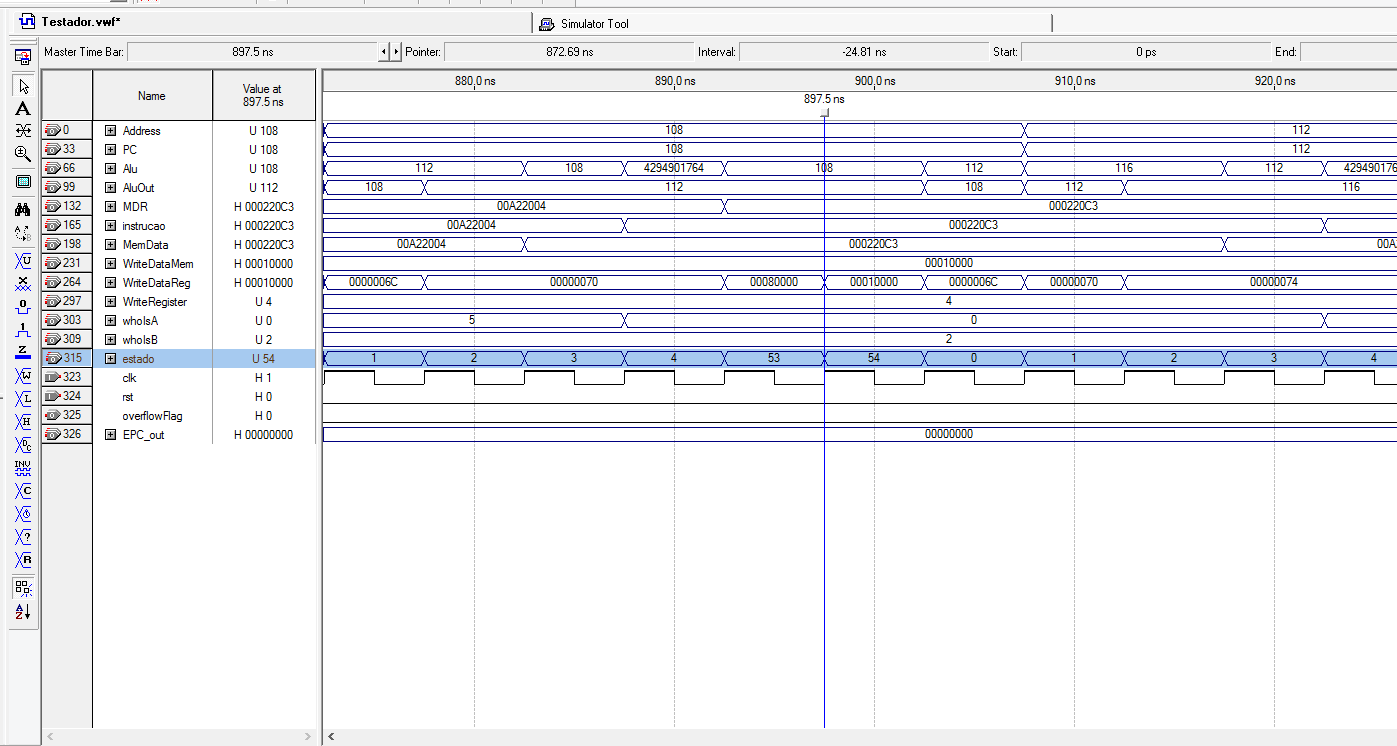 Testador.vwf*
Simulator Tool
Master Time Bar: 897.5 ns Pointer: 872.69 ns Interval: -24.81 ns Start: 0 ps End:
Name
Value at
897.5 ns
880,0 ns 890,0 ns 900,0 ns 910,0 ns 920,0 ns
897.5 ns
0 Address U 108 108 112
33 PC U 108 108 112
66 Alu U 108 112 108 4294901764 108 112 116 112 429490176
99 AluOut U 112 108 112 108 112 116
132 MDR H 000220C3 00A22004 000220C3
165 instrucao H 000220C3 00A22004 000220C3
198 MemData H 000220C3 00A22004 000220C3 00A
231 WriteDataMem H 00010000 00010000
264 WriteDataReg H 00010000 0000006C 00000070 00080000 00010000 0000006C 00000070 00000074
297 WriteRegister U 4 4
303 whoIsA U 0 5 0
309 whoIsB U 2 2
315 estado U 54 1 2 3 4 53 54 0 1 2 3 4
323 clk H 1
324 rst H 0
325 overflowFlag H 0
326 EPC_out H 00000000 00000000